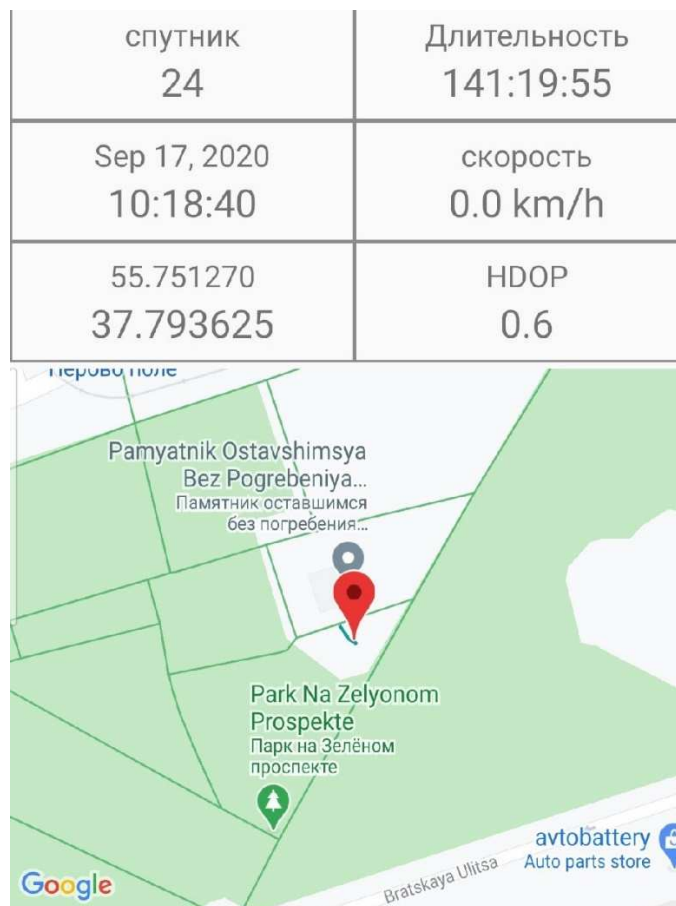 спутник
24
Длительность
141:19:55
Sep 17, 2020
10:18:40
скорость
0.0 km/h
55.751270
37.793625
HDOP
0.6
Перово поле
Pamyatnik Ostavshimsya
Bez Pogrebeniya...
Памятник оставшимся
без погребения...
Park Na Zelyonom
Prospekte
Парк на Зелёном
проспекте
avtobattery
Auto parts store
Bratskaya Ulitsa
Google